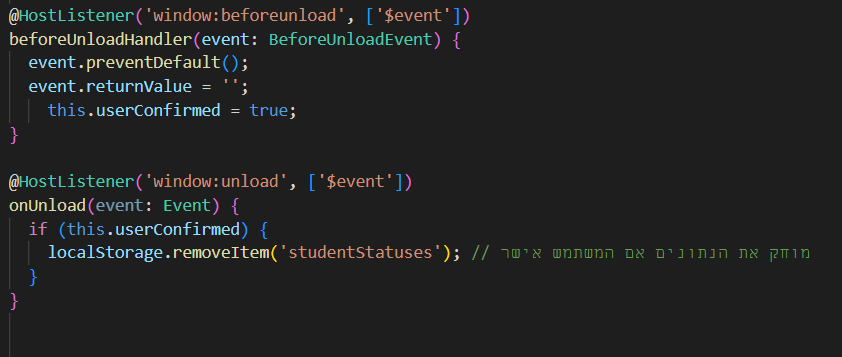 @HostListener('window:beforeunload', ['$event'])
beforeUnloadHandler(event: BeforeUnloadEvent) {
event.preventDefault();
event.returnValue = '';
this.userConfirmed = true;
}
@HostListener('window:unload', ['$event'])
onUnload(event: Event) {
if (this.userConfirmed) {
localStorage.removeItem('studentStatuses'); // מוחק את הנתונים אם המשתמש אישר
}
}